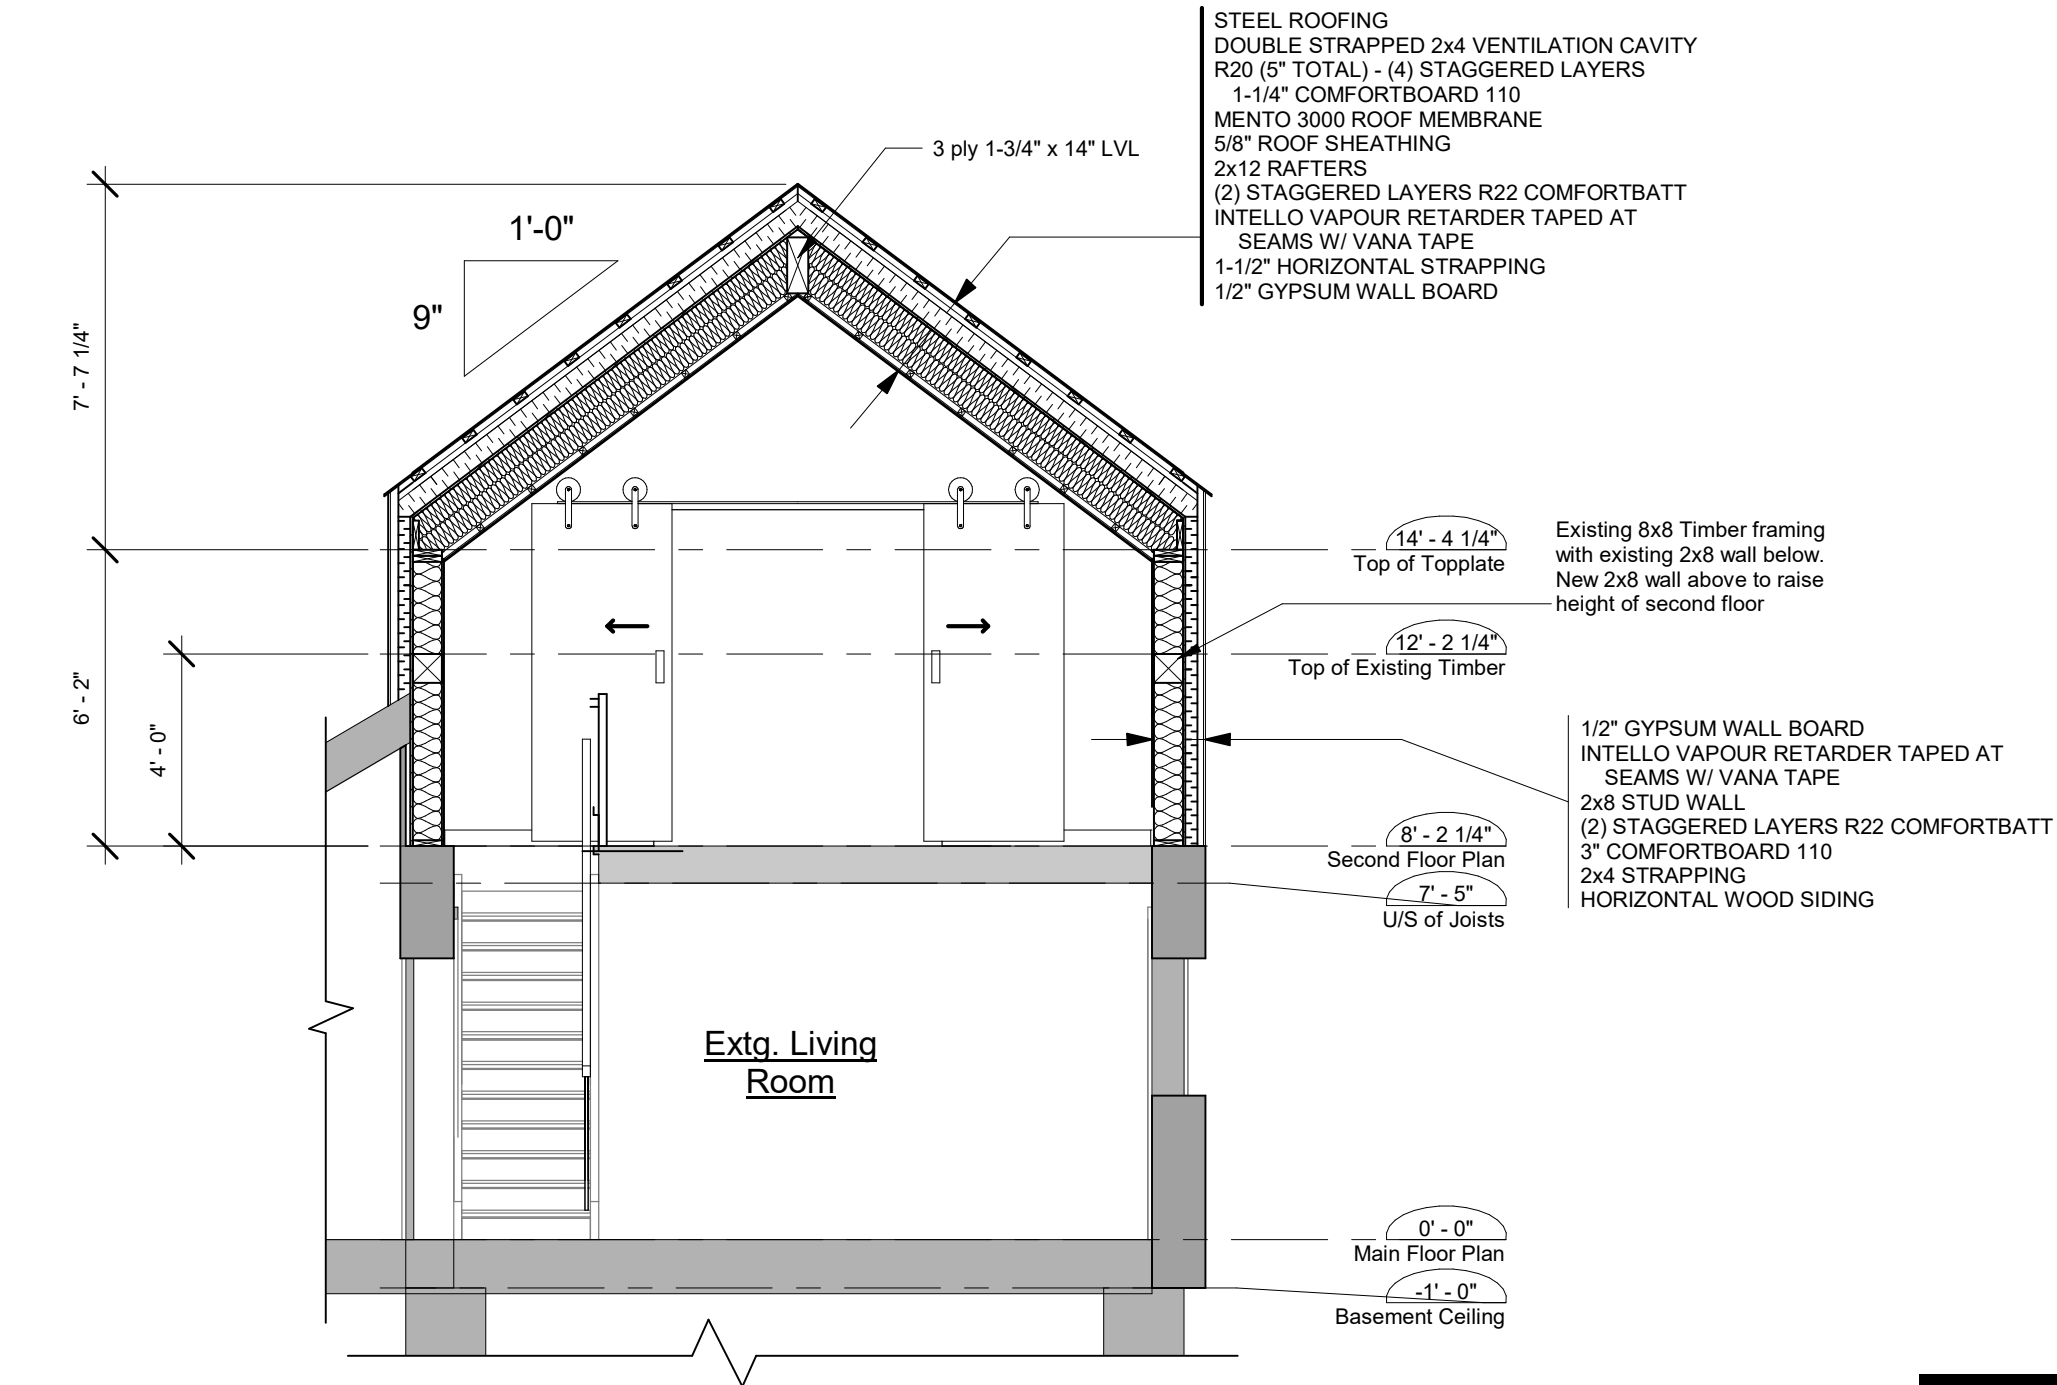 STEEL ROOFING
DOUBLE STRAPPED 2x4 VENTILATION CAVITY
R20 (5" TOTAL) - (4) STAGGERED LAYERS
1-1/4" COMFORTBOARD 110
MENTO 3000 ROOF MEMBRANE
5/8" ROOF SHEATHING
2x12 RAFTERS
(2) STAGGERED LAYERS R22 COMFORTBATT
INTELLO VAPOUR RETARDER TAPED AT
SEAMS W/ VANA TAPE
1-1/2" HORIZONTAL STRAPPING
1/2" GYPSUM WALL BOARD
3 ply 1-3/4" x 14" LVL
1'-0"
9"
7' - 7 1/4"
6' - 2"
4' - 0"
14' - 4 1/4"
Top of Topplate
Existing 8x8 Timber framing
with existing 2x8 wall below.
New 2x8 wall above to raise
height of second floor
12' - 2 1/4"
Top of Existing Timber
1/2" GYPSUM WALL BOARD
INTELLO VAPOUR RETARDER TAPED AT
SEAMS W/ VANA TAPE
2x8 STUD WALL
(2) STAGGERED LAYERS R22 COMFORTBATT
3" COMFORTBOARD 110
2x4 STRAPPING
HORIZONTAL WOOD SIDING
8' - 2 1/4"
Second Floor Plan
7' - 5"
U/S of Joists
Extg. Living
Room
0' - 0"
Main Floor Plan
-1' - 0"
Basement Ceiling